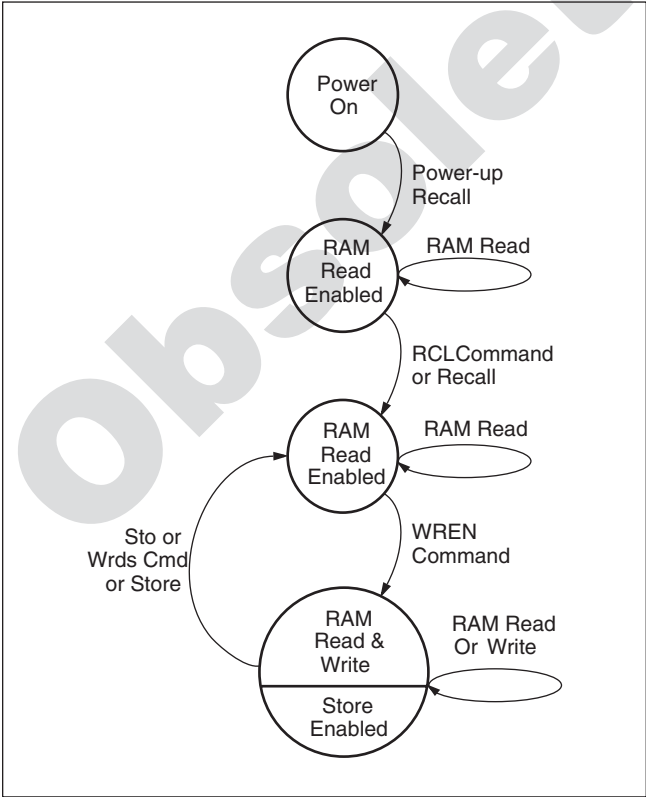 Power
On
Power-up
Recall
RAM
Read
Enabled
RAM Read
RCLCommand
or Recall
RAM
Read
Enabled
RAM Read
Sto or
Wrds Cmd
or Store
WREN
Command
RAM
Read &
Write
RAM Read
Or Write
Store
Enabled